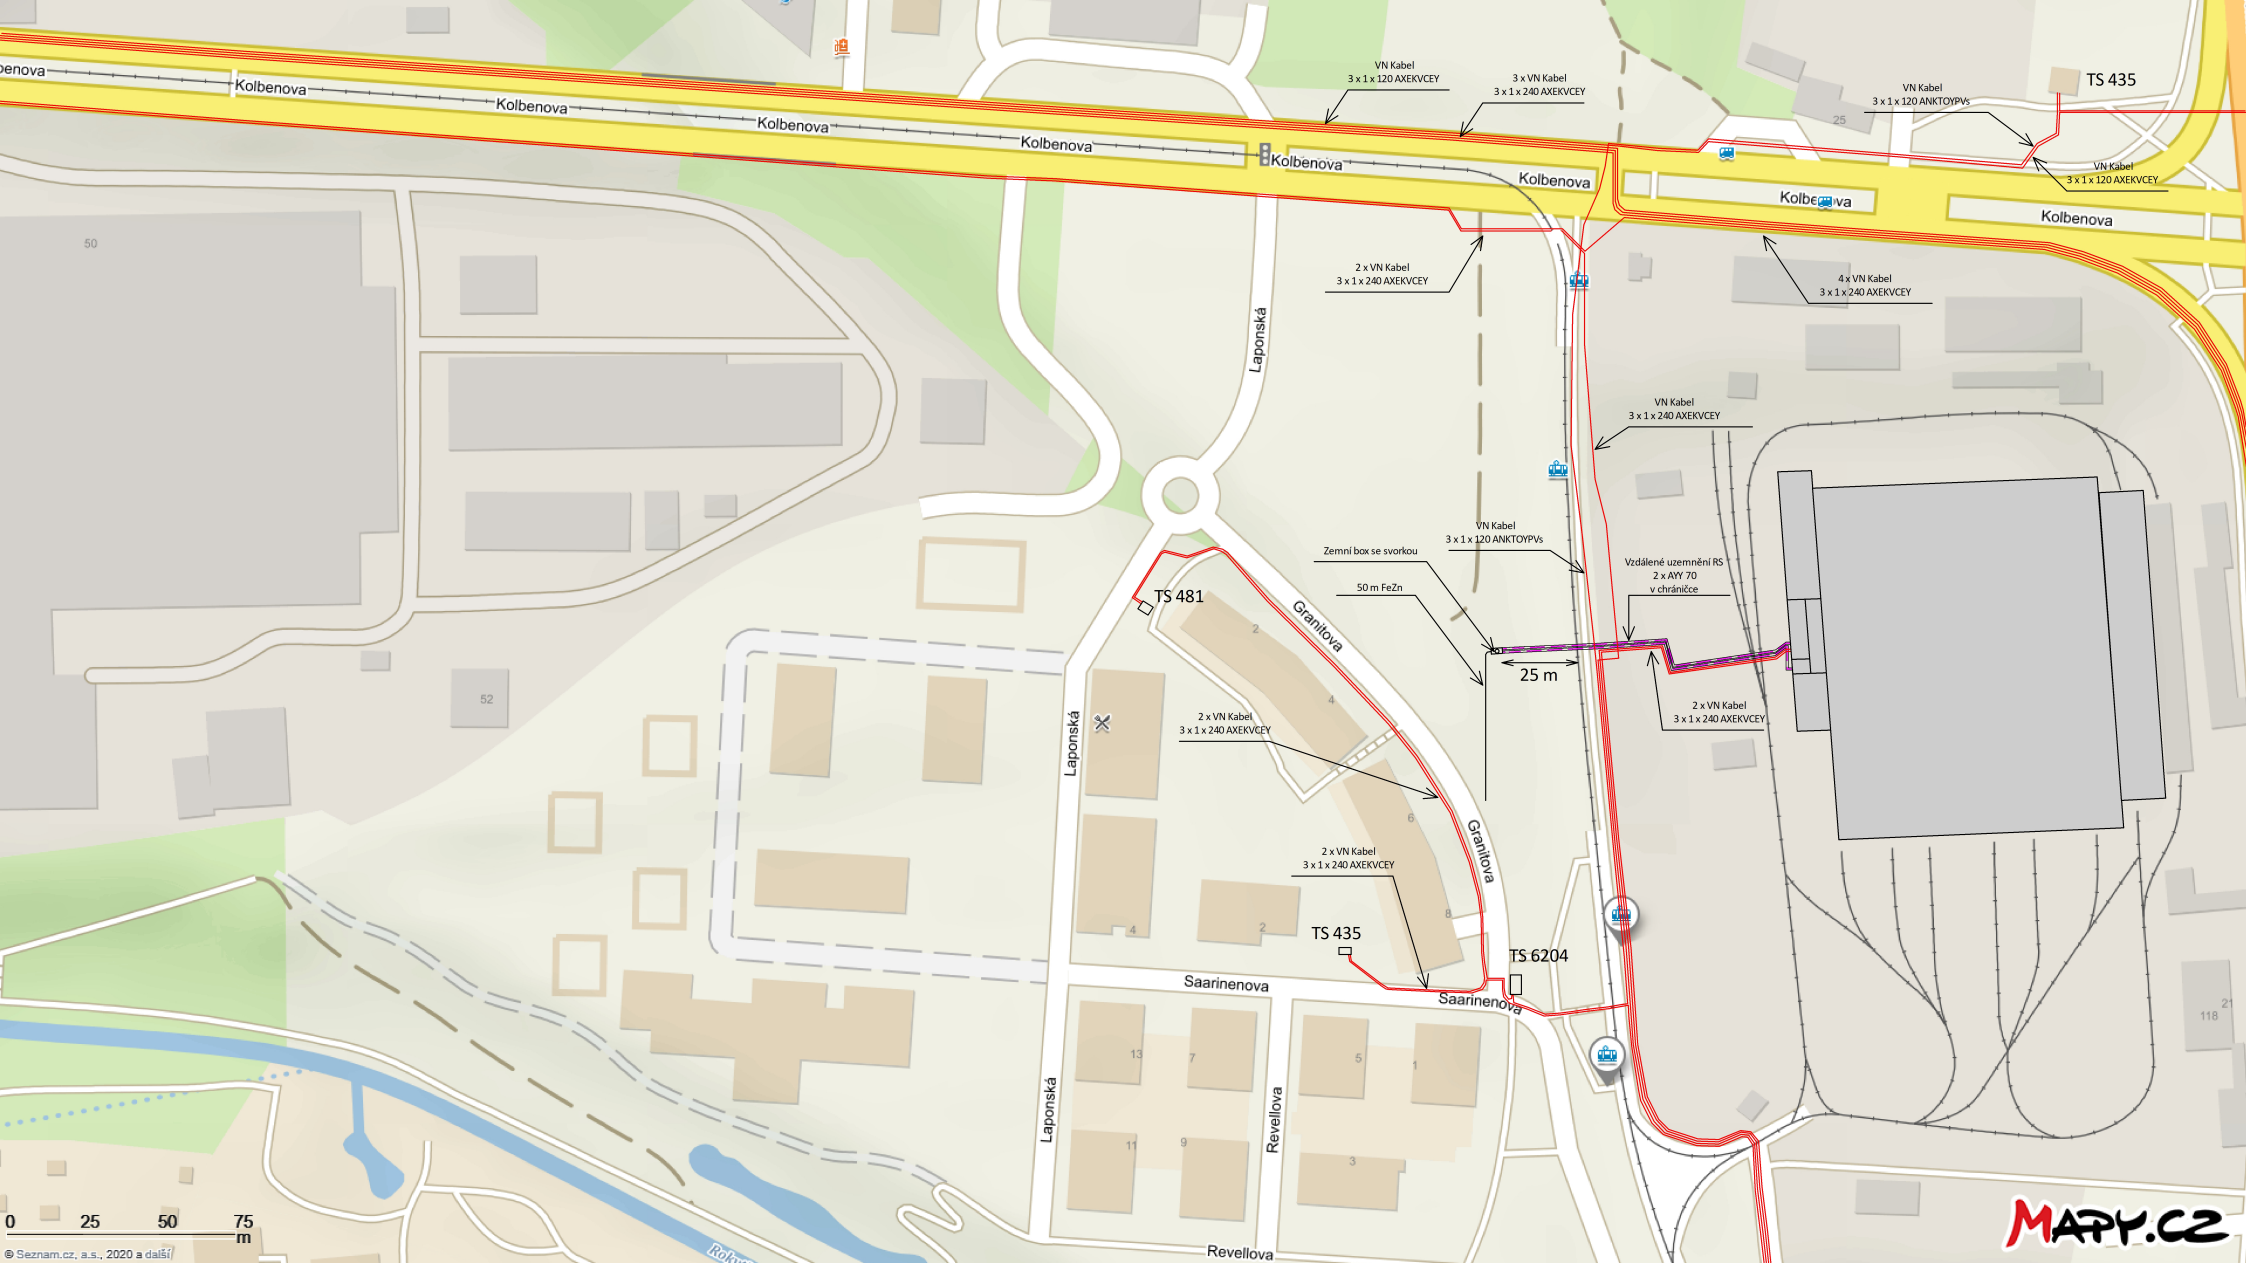 VN Kabel
3 x 1 x 120 AXEKVCEY
3 x VN Kabel
3 x 1 x 240 AXEKVCEY
VN Kabel
3 x 1 x 120 ANKTOYPVs
TS 435
25
enova
Kolbenova
Kolbenova
Kolbenova
Kolbenova
Kolbenova
Kolbenova
VN Kabel
3 x 1 x 120 AXEKVCEY
Kolbenova
Kolbenova
50
2 x VN Kabel
3 x 1 x 240 AXEKVCEY
4 x VN Kabel
3 x 1 x 240 AXEKVCEY
Laponská
VN Kabel
3 x 1 x 240 AXEKVCEY
VN Kabel
3 x 1 x 120 ANKTOYPVs
Zemní box se svorkou
Vzdálené uzemnění RS
2 x AYY 70
v chráničce
50 m FeZn
TS 481
2
Granitova
25 m
52
4
Laponská
2 x VN Kabel
3 x 1 x 240 AXEKVCEY
2 x VN Kabel
3 x 1 x 240 AXEKVCEY
6
Granitova
2 x VN Kabel
3 x 1 x 240 AXEKVCEY
8
4
2
TS 435
TS 6204
Saarinenova
Saarinenova
118
13
7
5
1
Laponská
Revellova
11
9
3
0 25 50 75
m
© Seznam.cz, a.s., 2020 a další
Revellova
MAPY.CZ